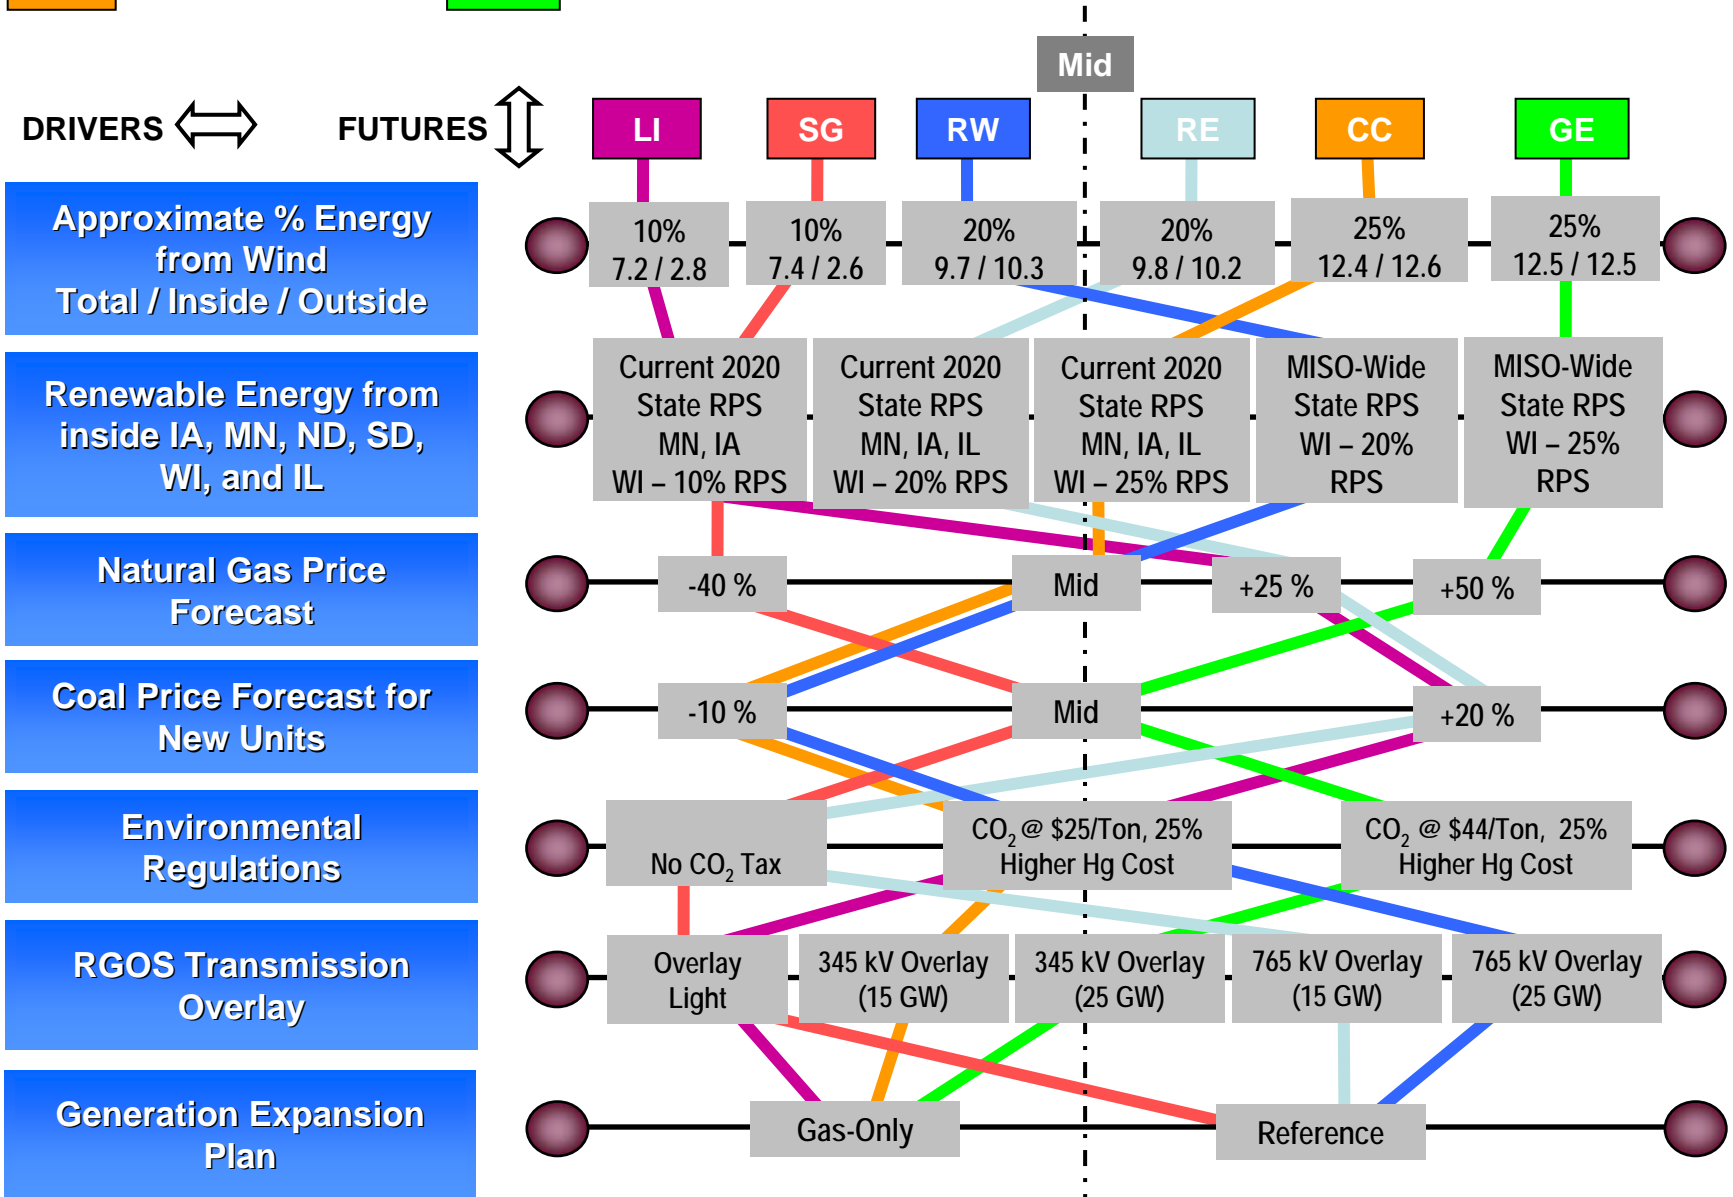 Mid
DRIVERS
FUTURES
LI
SG
RW
RE
CC
GE
Approximate % Energy
from Wind
Total / Inside / Outside
10%
7.2 / 2.8
10%
7.4 / 2.6
20%
9.7 / 10.3
20%
9.8 / 10.2
25%
12.4 / 12.6
25%
12.5 / 12.5
Renewable Energy from
inside IA, MN, ND, SD,
WI, and IL
Current 2020
State RPS
MN, IA
WI – 10% RPS
Current 2020
State RPS
MN, IA, IL
WI – 20% RPS
Current 2020
State RPS
MN, IA, IL
WI – 25% RPS
MISO-Wide
State RPS
WI – 20%
RPS
MISO-Wide
State RPS
WI – 25%
RPS
Natural Gas Price
Forecast
-40 %
Mid
+25 %
+50 %
Coal Price Forecast for
New Units
-10 %
Mid
+20 %
Environmental
Regulations
No CO₂ Tax
CO₂ @ $25/Ton, 25%
Higher Hg Cost
CO₂ @ $44/Ton, 25%
Higher Hg Cost
RGOS Transmission
Overlay
Overlay
Light
345 kV Overlay
(15 GW)
345 kV Overlay
(25 GW)
765 kV Overlay
(15 GW)
765 kV Overlay
(25 GW)
Generation Expansion
Plan
Gas-Only
Reference